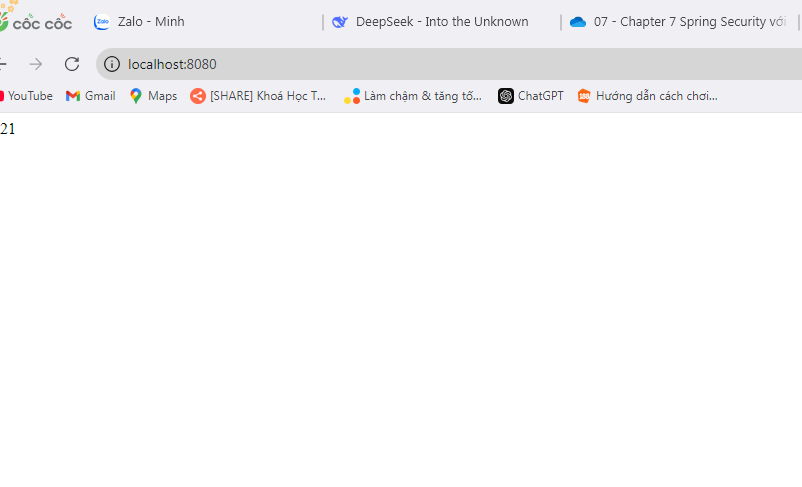 cốc cốc
Zalo
Zalo - Minh
DeepSeek - Into the Unknown
07 - Chapter 7 Spring Security với
localhost:8080
YouTube
Gmail
Maps
[SHARE] Khoá Học T...
Làm chậm & tăng tố...
ChatGPT
Hướng dẫn cách chơi...
21